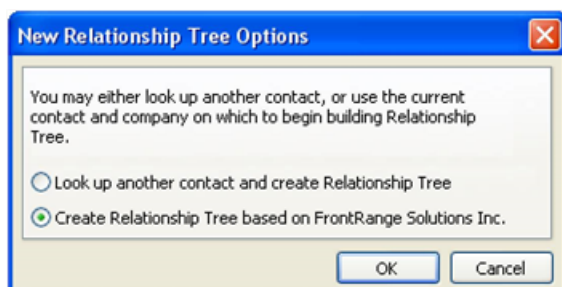 New Relationship Tree Options
You may either look up another contact, or use the current
contact and company on which to begin building Relationship
Tree.
Look up another contact and create Relationship Tree
Create Relationship Tree based on FrontRange Solutions Inc.
OK
Cancel